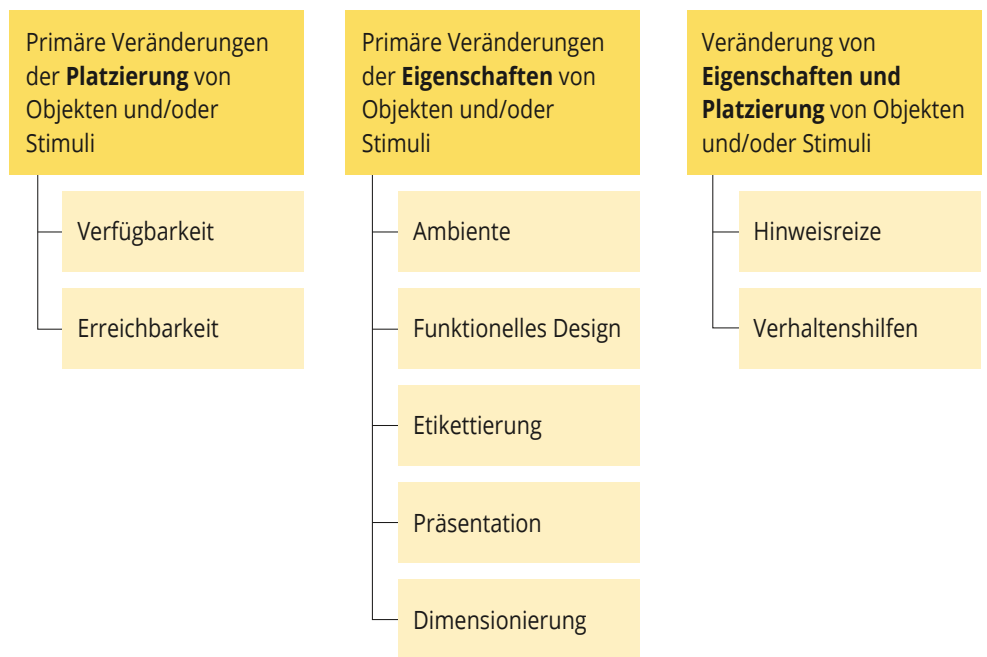 Primäre Veränderungen
der Platzierung von
Objekten und/oder
Stimuli
Verfügbarkeit
Erreichbarkeit
Primäre Veränderungen
der Eigenschaften von
Objekten und/oder
Stimuli
Ambiente
Funktionelles Design
Etikettierung
Präsentation
Dimensionierung
Veränderung von
Eigenschaften und
Platzierung von Objekten
und/oder Stimuli
Hinweisreize
Verhaltenshilfen